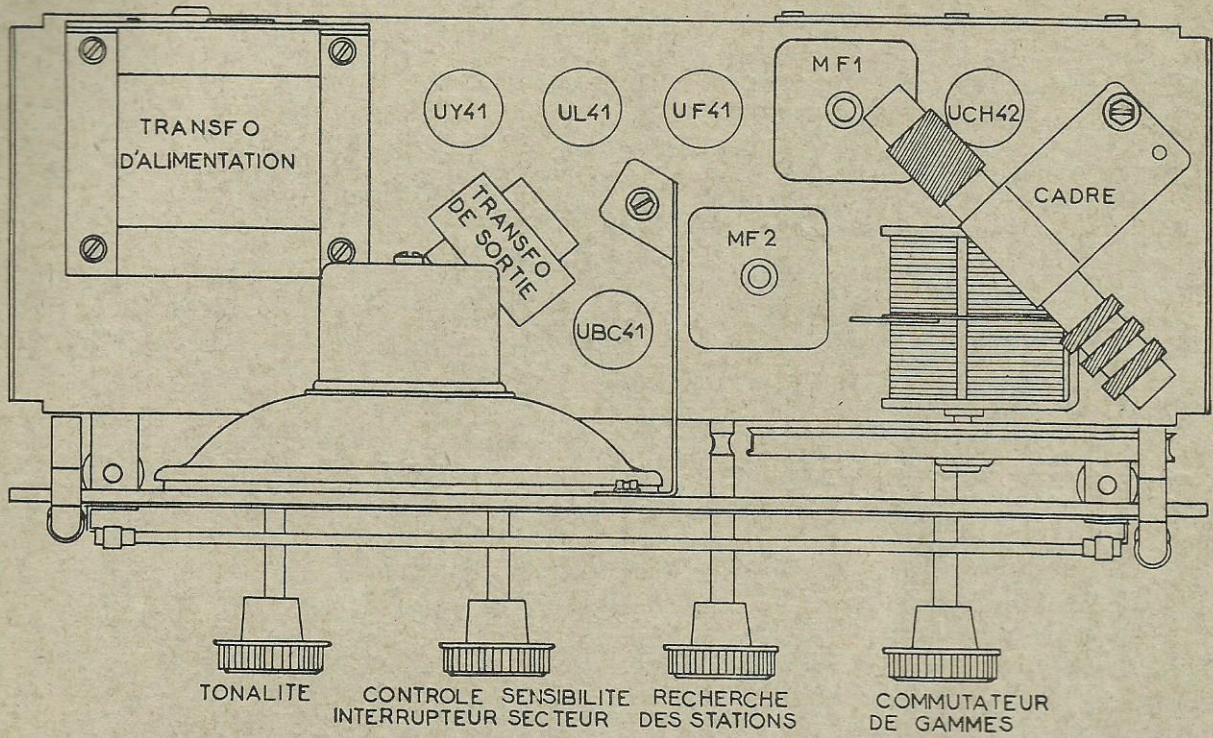 TRANSFO
D'ALIMENTATION
UY41
UL41
UF41
MF1
UCH42
CADRE
TRANSFO
DE SORTIE
MF2
UBC41
TONALITE
CONTROLE SENSIBILITE
INTERRUPTEUR SECTEUR
RECHERCHE
DES STATIONS
COMMUTATEUR
DE GAMMES